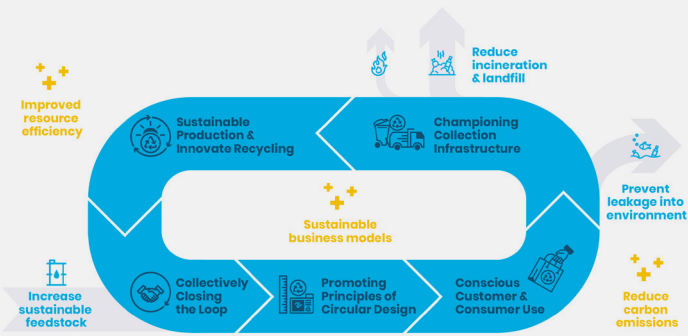 Reduce
incineration
& landfill
Improved
resource
efficiency
Sustainable
Production &
Innovate Recycling
Championing
Collection
Infrastructure
Prevent
leakage into
environment
Sustainable
business models
Increase
sustainable
feedstock
Collectively
Closing
the Loop
Promoting
Principles of
Circular Design
Conscious
Customer &
Consumer Use
Reduce
carbon
emissions